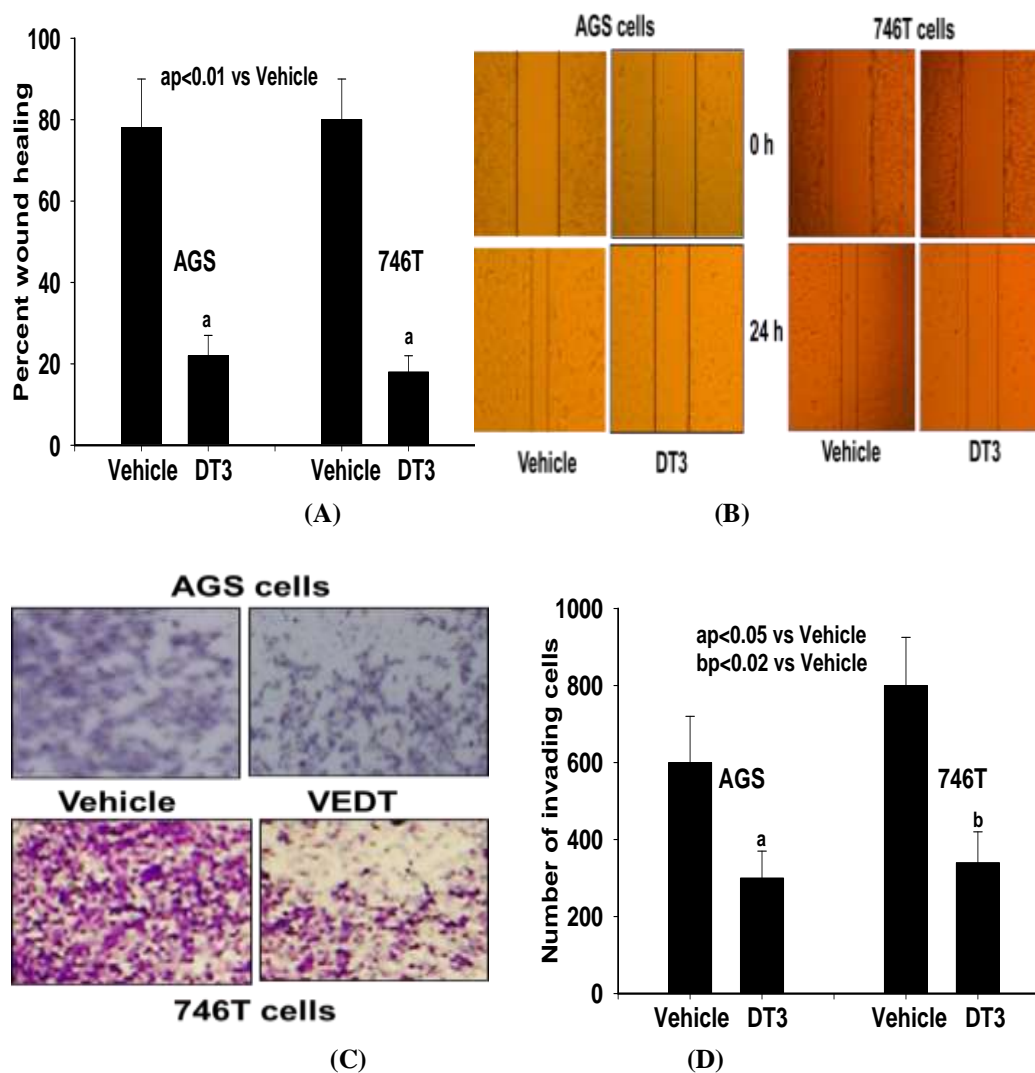 100
80
60
40
20
0
Percent wound healing
ap<0.01 vs Vehicle
AGS
746T
a
a
Vehicle DT3
Vehicle DT3
(A)
AGS cells
746T cells
0 h
24 h
Vehicle
DT3
Vehicle
DT3
(B)
AGS cells
Vehicle
VEDT
746T cells
(C)
1000
800
600
400
200
0
Number of invading cells
ap<0.05 vs Vehicle
bp<0.02 vs Vehicle
AGS
746T
a
b
Vehicle DT3
Vehicle DT3
(D)